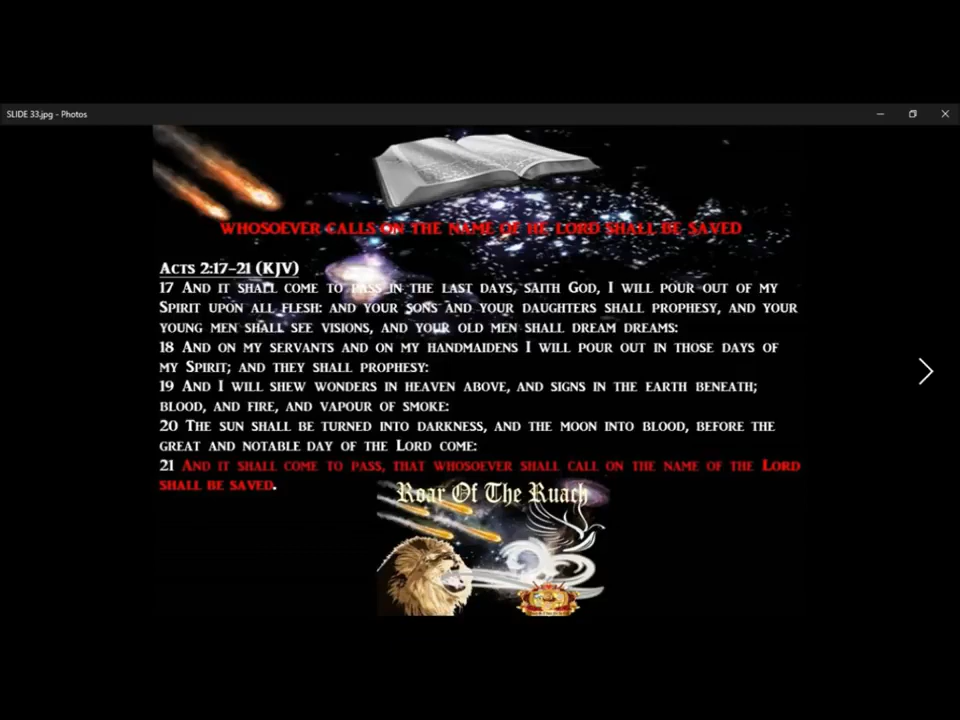 SLIDE 33.jpg - Photos
WHOSOEVER CALLS ON THE NAME OF HE LORD SHALL BE SAVED
ACTS 2:17-21 (KJV)
17 AND IT SHALL COME TO PASS IN THE LAST DAYS, SAITH GOD, I WILL POUR OUT OF MY
SPIRIT UPON ALL FLESH: AND YOUR SONS AND YOUR DAUGHTERS SHALL PROPHESY, AND YOUR
YOUNG MEN SHALL SEE VISIONS, AND YOUR OLD MEN SHALL DREAM DREAMS:
18 AND ON MY SERVANTS AND ON MY HANDMAIDENS I WILL POUR OUT IN THOSE DAYS OF
MY SPIRIT; AND THEY SHALL PROPHESY:
19 AND I WILL SHEW WONDERS IN HEAVEN ABOVE, AND SIGNS IN THE EARTH BENEATH;
BLOOD, AND FIRE, AND VAPOUR OF SMOKE:
20 THE SUN SHALL BE TURNED INTO DARKNESS, AND THE MOON INTO BLOOD, BEFORE THE
GREAT AND NOTABLE DAY OF THE LORD COME:
21 AND IT SHALL COME TO PASS, THAT WHOSOEVER SHALL CALL ON THE NAME OF THE LORD
SHALL BE SAVED.
Roar Of The Ruach